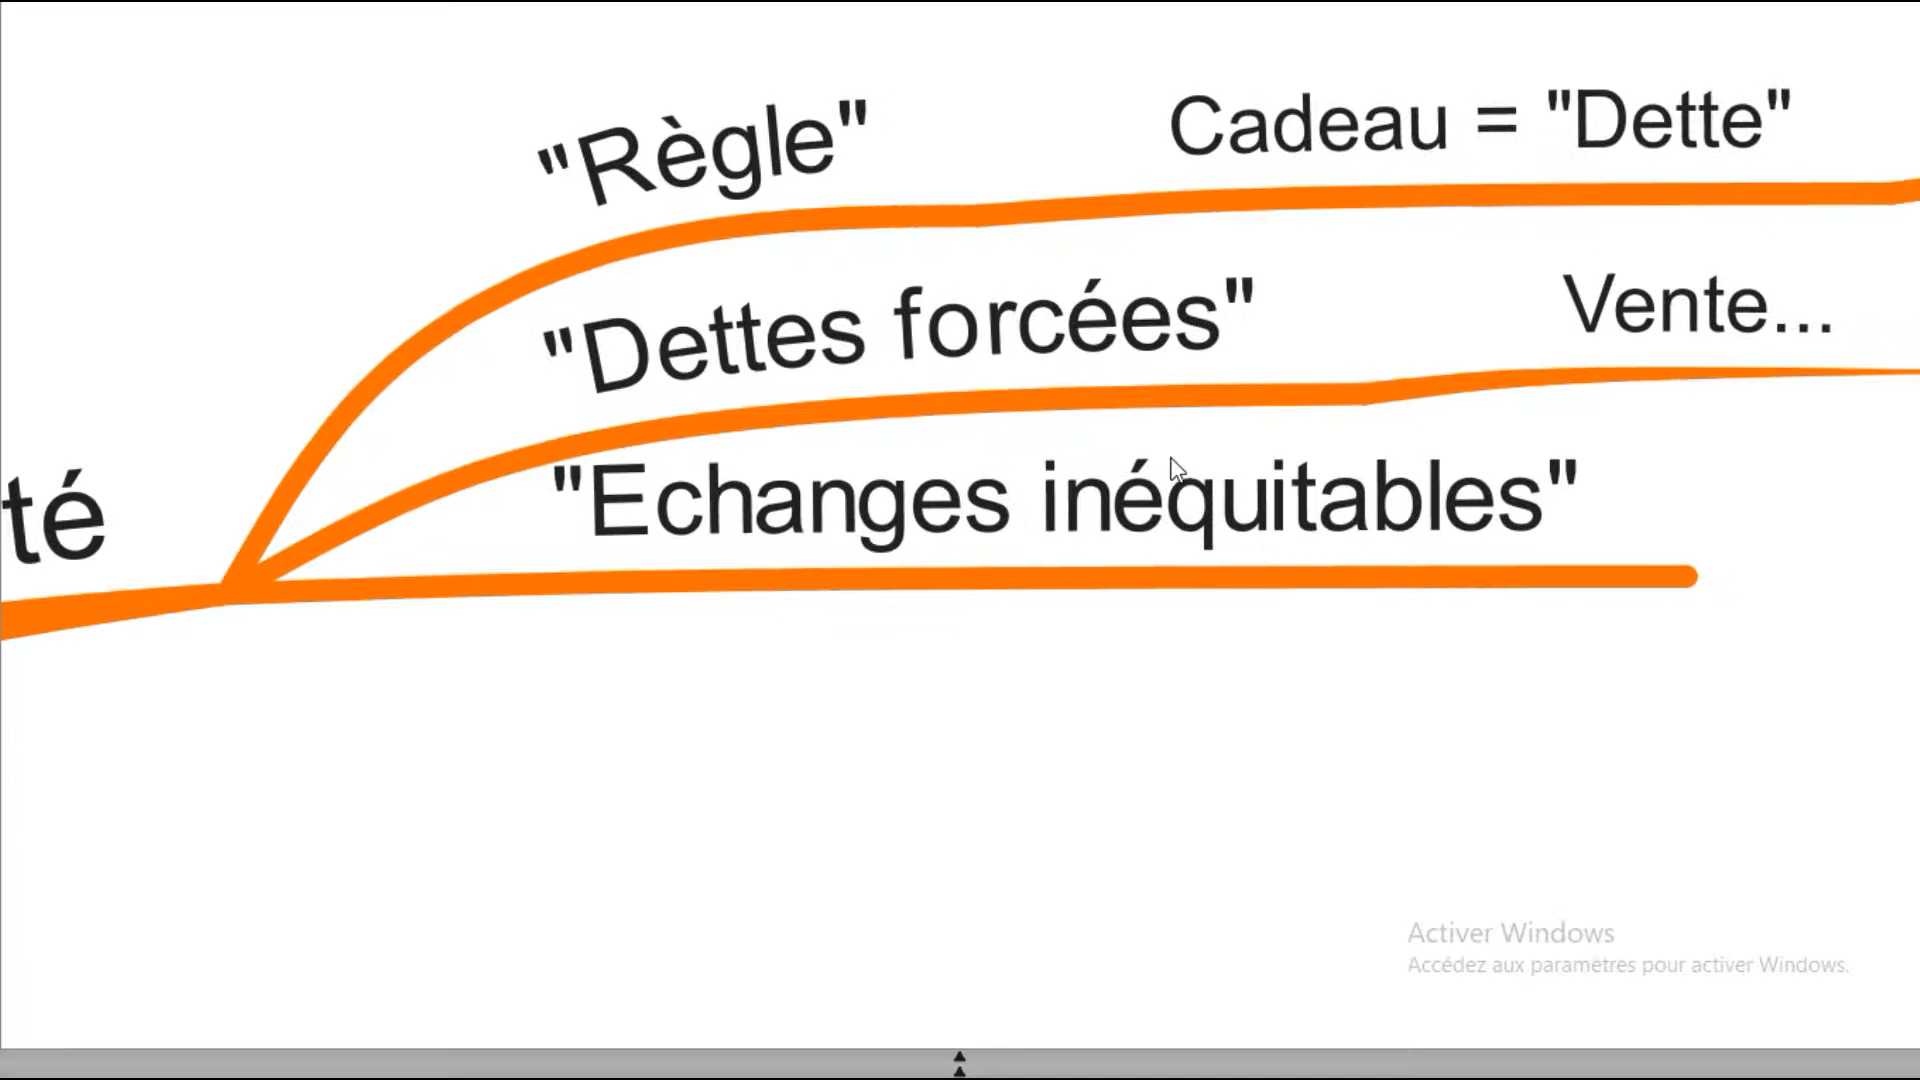 "Règle"
Cadeau = "Dette"
"Dettes forcées"
Vente...
"Echanges inéquitables"
té
Activer Windows
Accédez aux paramètres pour activer Windows.